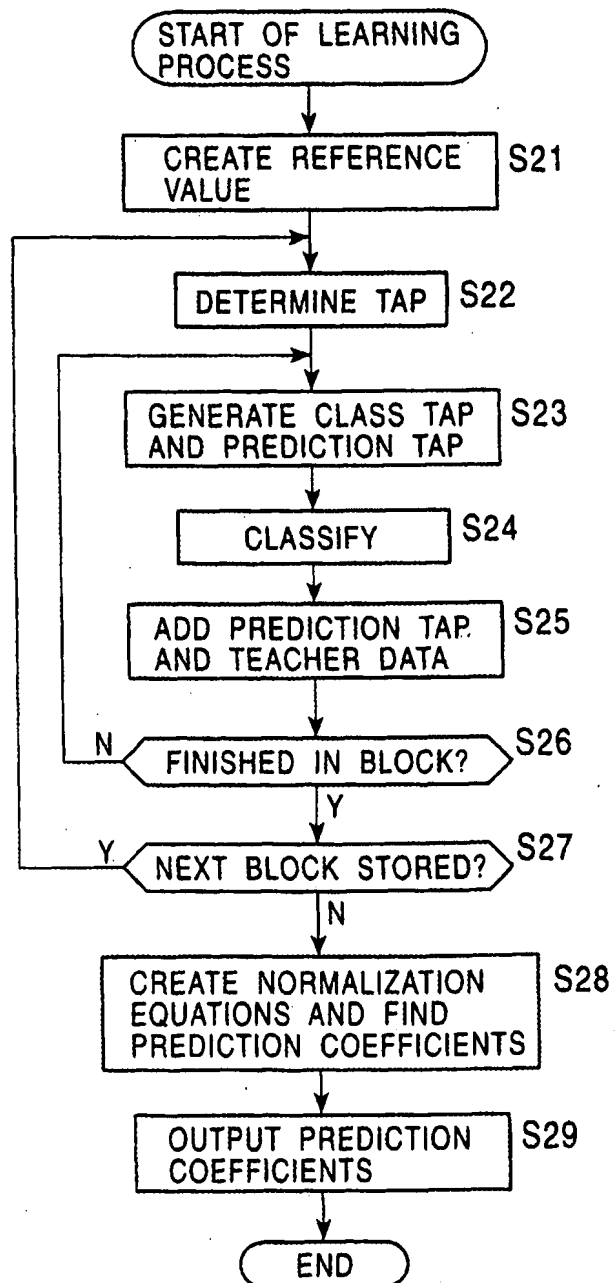 START OF LEARNING
PROCESS
CREATE REFERENCE
VALUE
S21
DETERMINE TAP
S22
GENERATE CLASS TAP
AND PREDICTION TAP
S23
CLASSIFY
S24
ADD PREDICTION TAP
AND TEACHER DATA
S25
N
FINISHED IN BLOCK?
S26
Y
Y
NEXT BLOCK STORED?
S27
N
CREATE NORMALIZATION
EQUATIONS AND FIND
PREDICTION COEFFICIENTS
S28
OUTPUT PREDICTION
COEFFICIENTS
S29
END